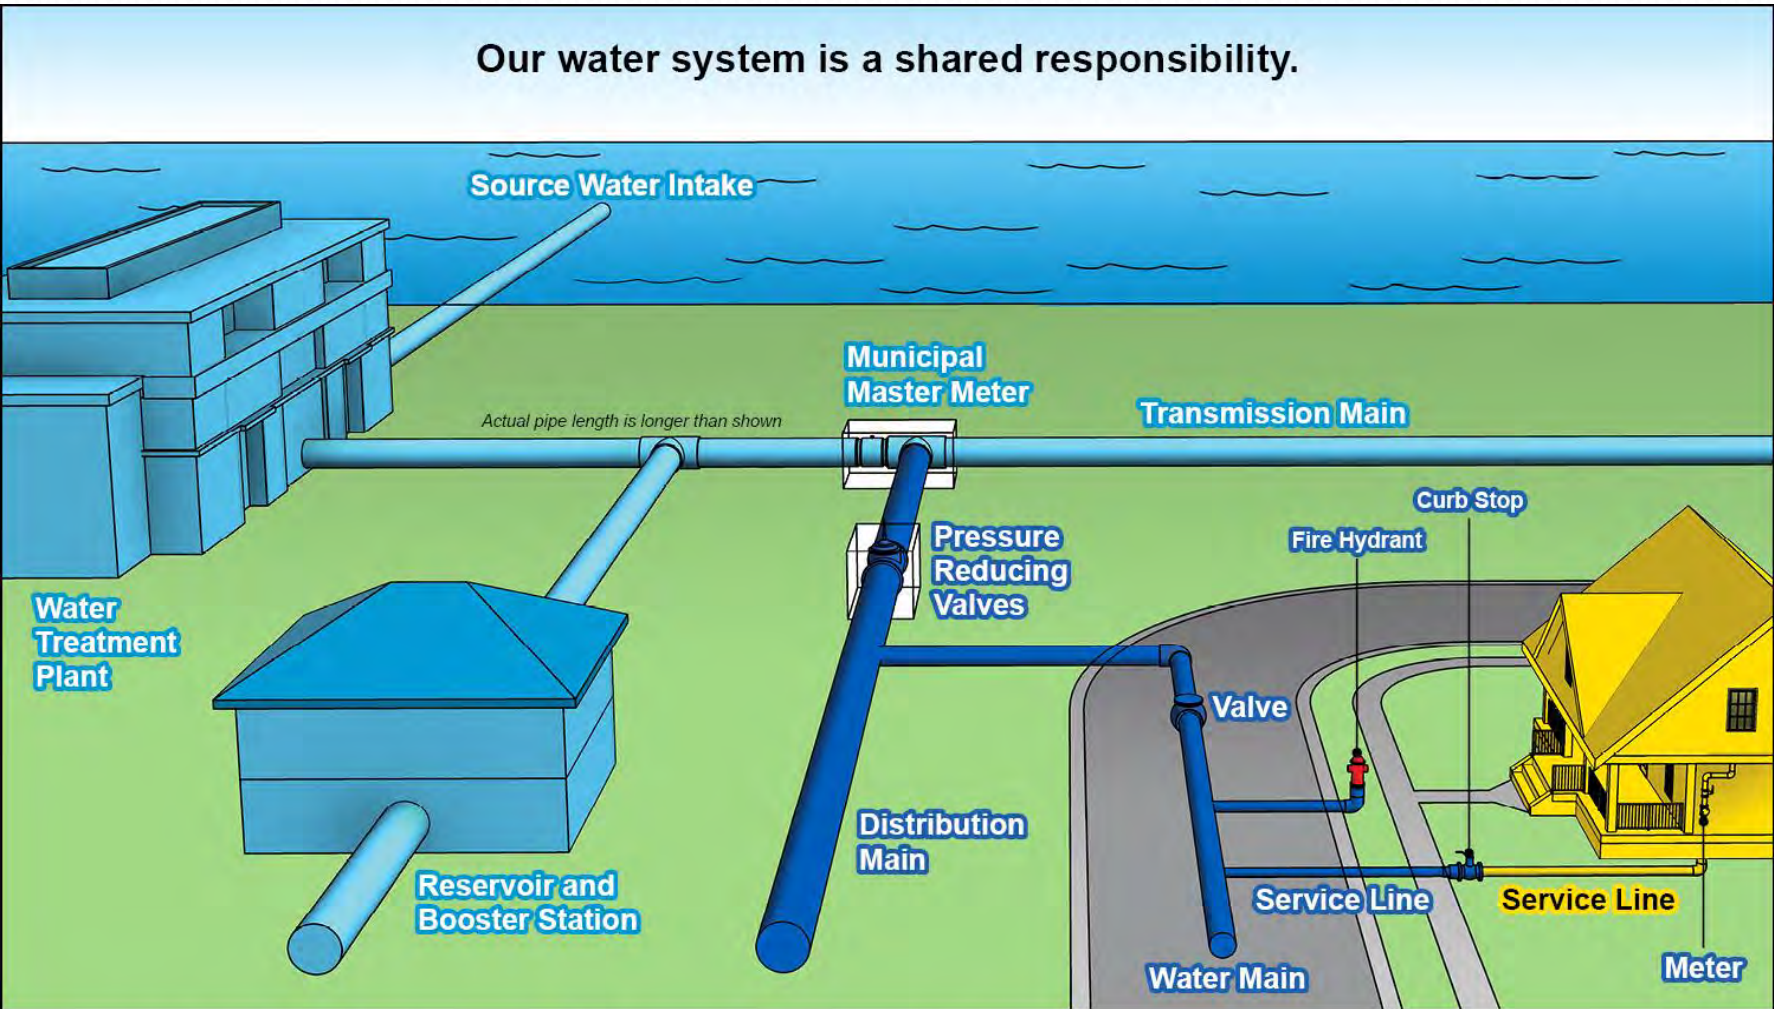 Our water system is a shared responsibility.
Source Water Intake
Municipal
Master Meter
Actual pipe length is longer than shown
Transmission Main
Curb Stop
Fire Hydrant
Pressure
Reducing
Valves
Water
Treatment
Plant
Valve
Distribution
Main
Reservoir and
Booster Station
Service Line
Service Line
Meter
Water Main